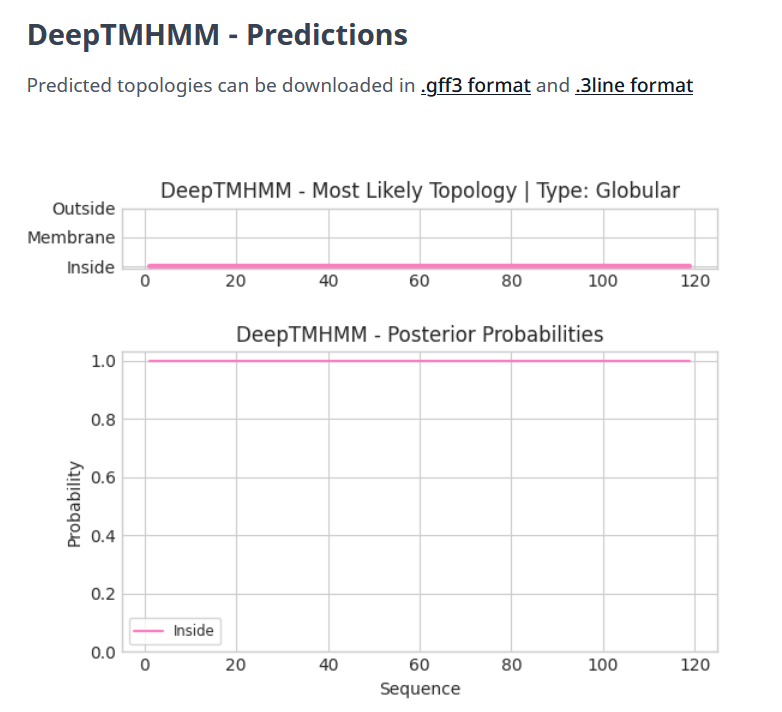 DeepTMHMM - Predictions
Predicted topologies can be downloaded in .gff3 format and .3line format
DeepTMHMM - Most Likely Topology | Type: Globular
Outside
Membrane
Inside
0 20 40 60 80 100 120
DeepTMHMM - Posterior Probabilities
1.0
0.8
0.6
0.4
0.2
0.0
Probability
Inside
0 20 40 60 80 100 120
Sequence